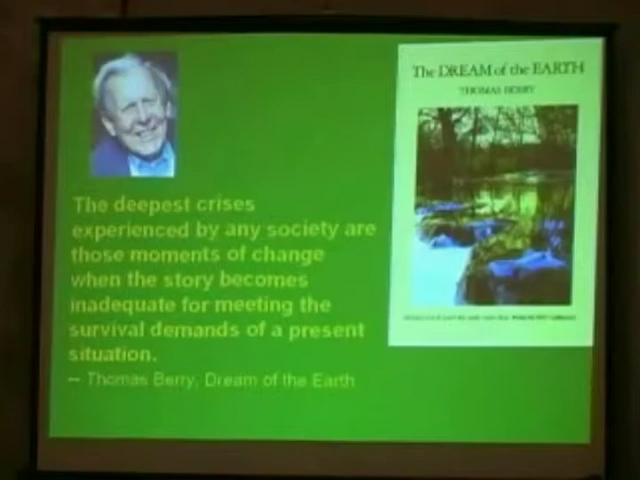 The DREAM of the EARTH
THOMAS BERRY
The deepest crises
experienced by any society are
those moments of change
when the story becomes
inadequate for meeting the
survival demands of a present
situation.
– Thomas Berry, Dream of the Earth